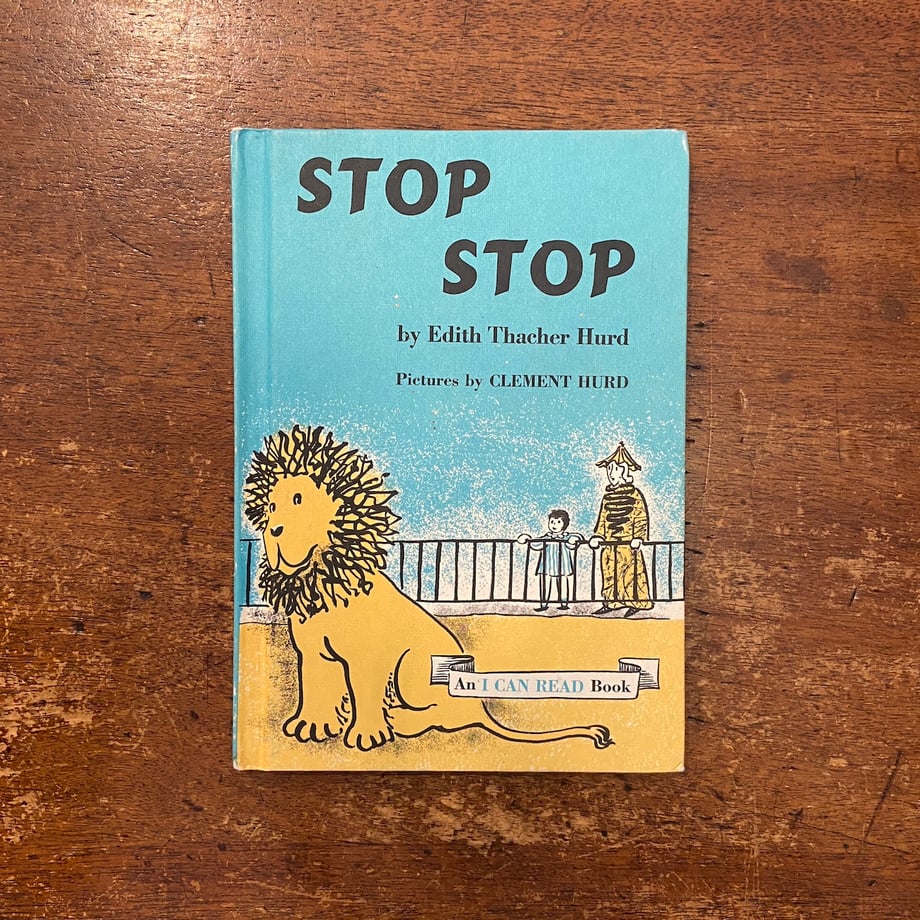 STOP
STOP
by Edith Thacher Hurd
Pictures by CLEMENT HURD
An I CAN READ Book